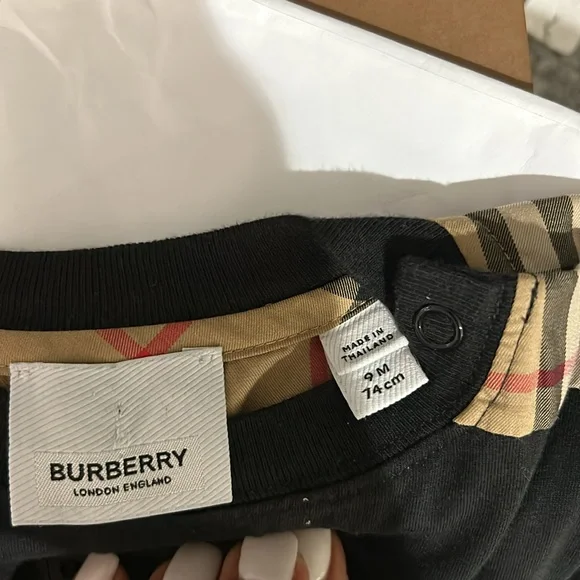 MADE IN
THAILAND
9 M
74cm
BURBERRY
LONDON ENGLAND